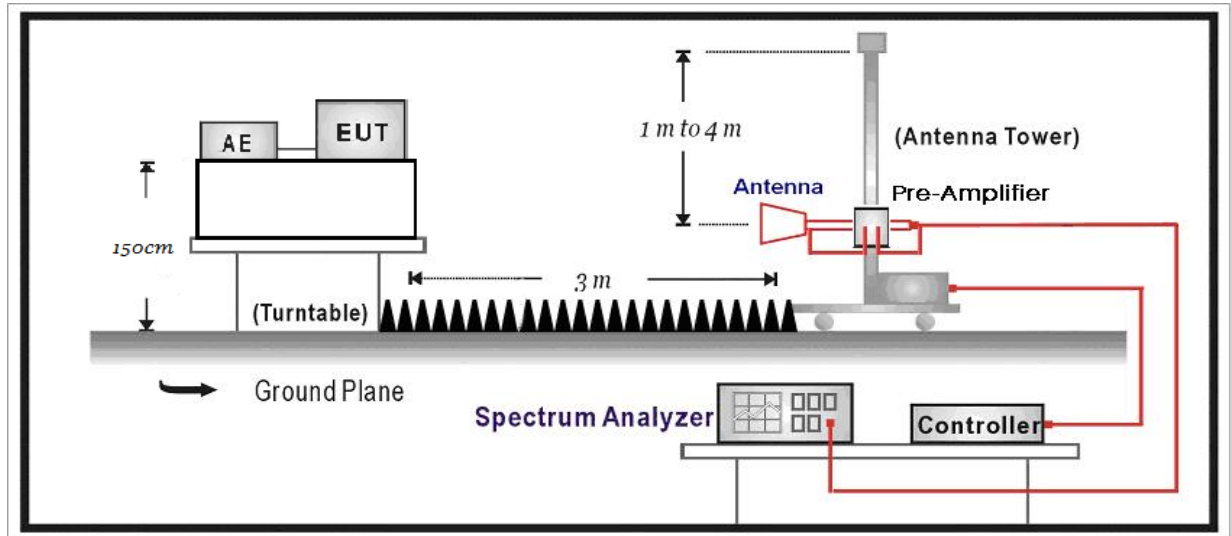 AE
EUT
150cm
(Turntable)
3 m
1 m to 4 m
(Antenna Tower)
Antenna
Pre-Amplifier
Ground Plane
Spectrum Analyzer
Controller